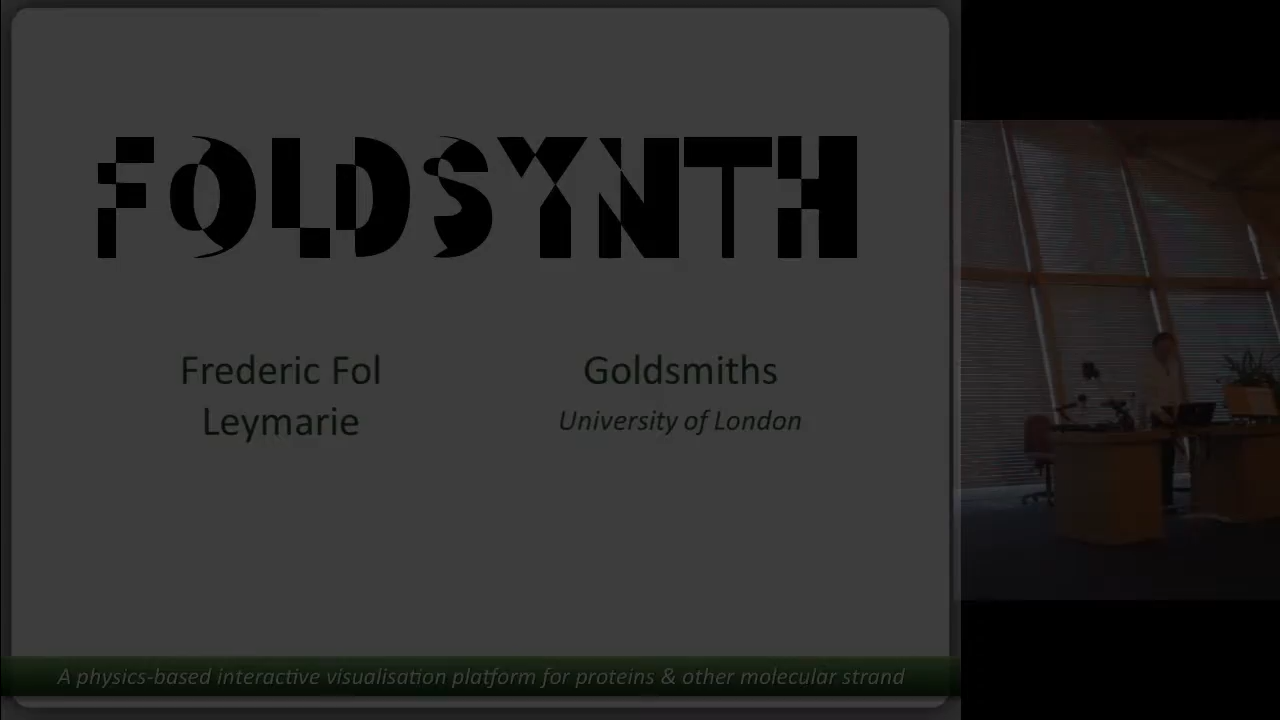 FOLDSYNTH
Frederic Fol
Leymarie
Goldsmiths
University of London
A physics-based interactive visualisation platform for proteins & other molecular strand